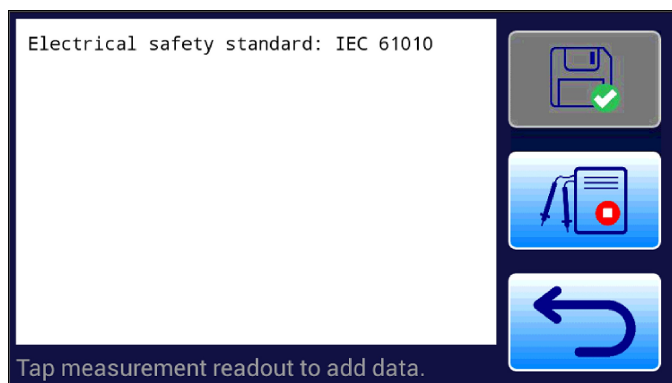 Electrical safety standard: IEC 61010
Tap measurement readout to add data.